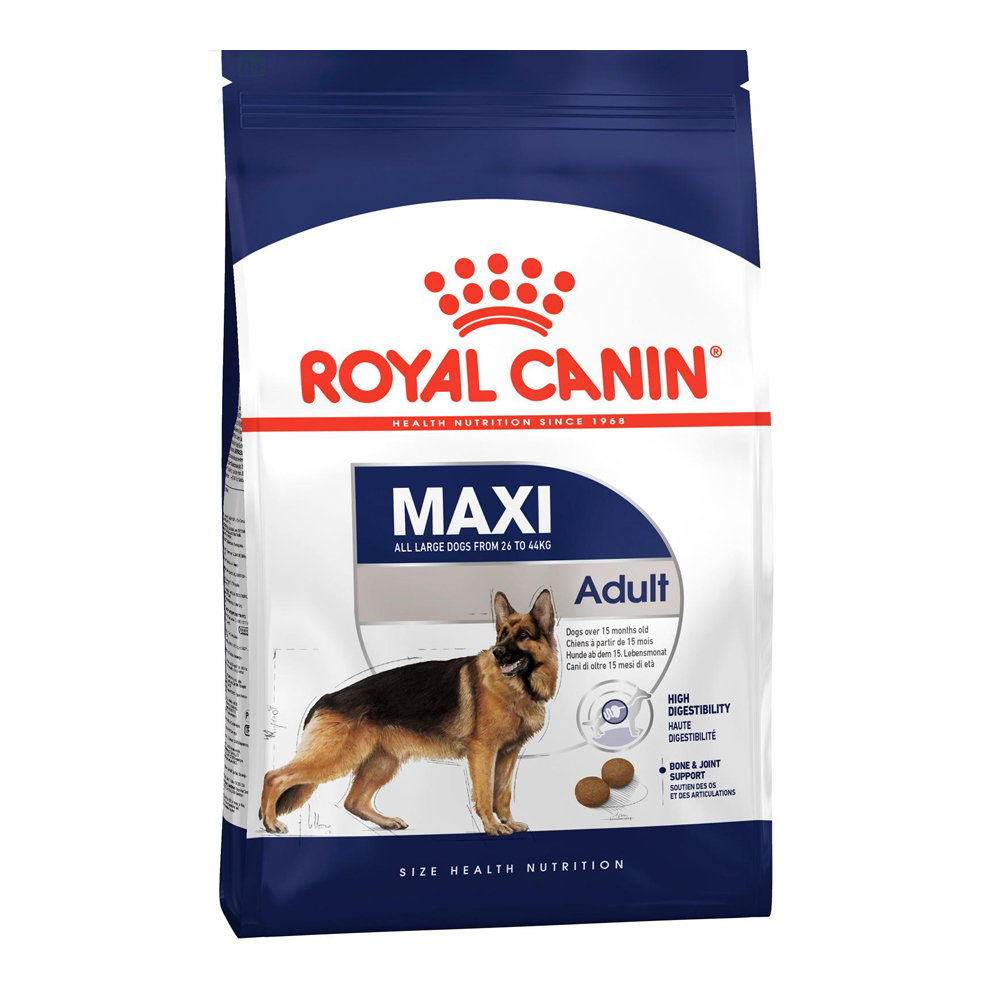 ROYAL CANIN®
HEALTH NUTRITION SINCE 1968
MAXI
ALL LARGE DOGS FROM 26 TO 44KG
Adult
Dogs over 15 months old
Chiens à partir de 15 mois
Hunde ab dem 15. Lebensmonat
Cani di oltre 15 mesi di età
HIGH
DIGESTIBILITY
HAUTE
DIGESTIBILITÉ
BONE & JOINT
SUPPORT
SOUTIEN DES OS
ET DES ARTICULATIONS
SIZE HEALTH NUTRITION